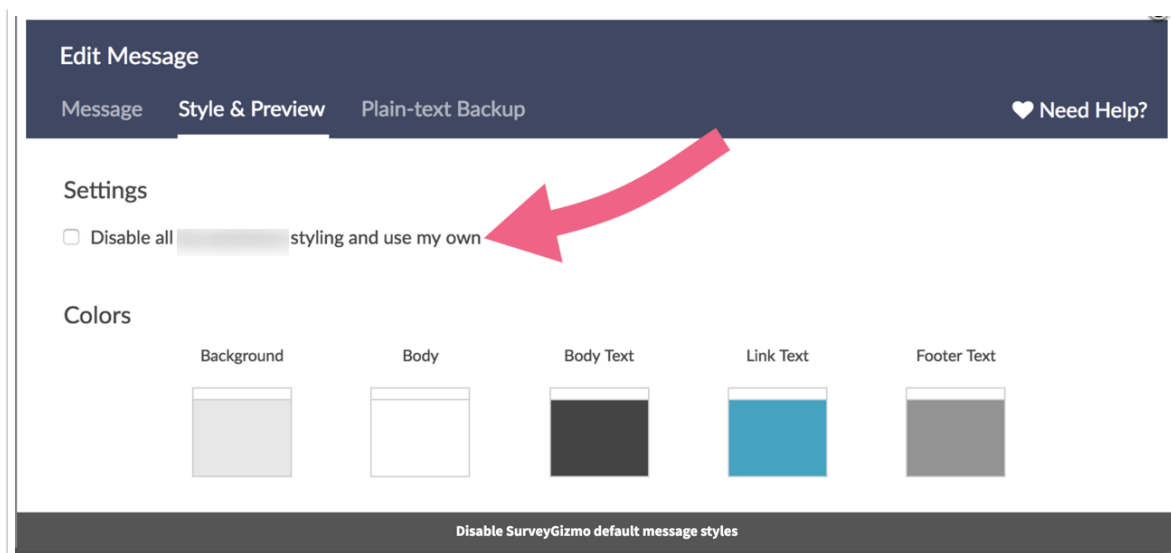 Edit Message
Message Style & Preview Plain-text Backup Need Help?
Settings
Disable all styling and use my own
Colors
Background Body Body Text Link Text Footer Text
Disable SurveyGizmo default message styles